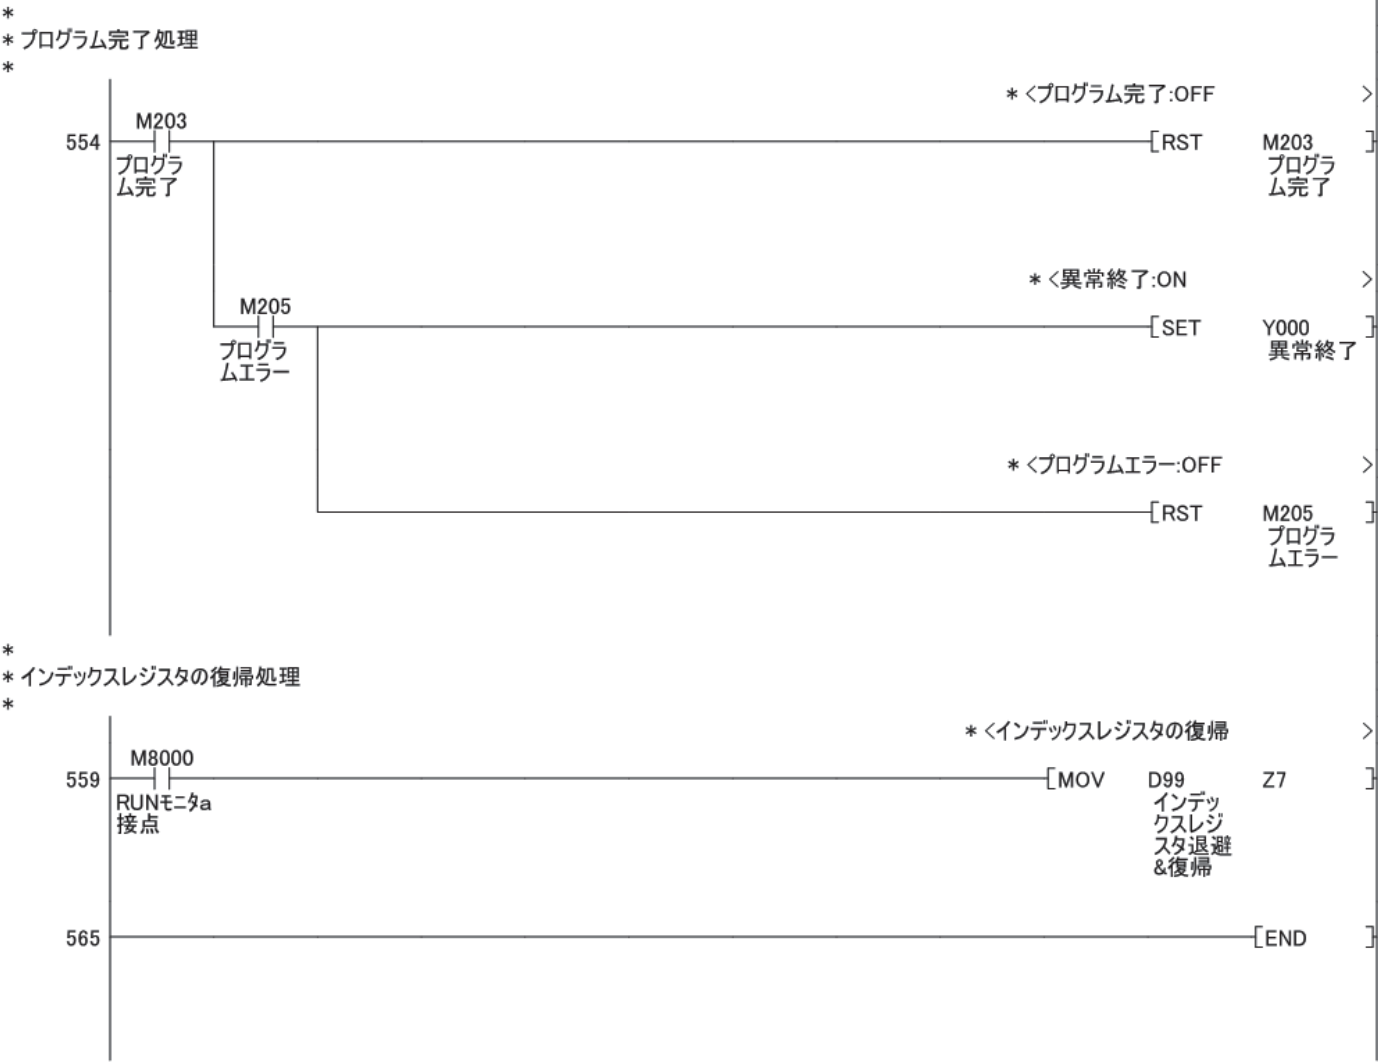 *
* プログラム完了処理
*
* <プログラム完了:OFF >
M203
554 [RST M203 ]
プログラ プログラ
ム完了 ム完了
* <異常終了:ON >
M205
[SET Y000 ]
プログラ 異常終了
ムエラー
* <プログラムエラー:OFF >
[RST M205 ]
プログラ
ムエラー
*
* インデックスレジスタの復帰処理
*
* <インデックスレジスタの復帰 >
M8000
559 [MOV D99 Z7 ]
RUNモニタa インデッ
接点 クスレジ
スタ退避
&復帰
565 [END ]